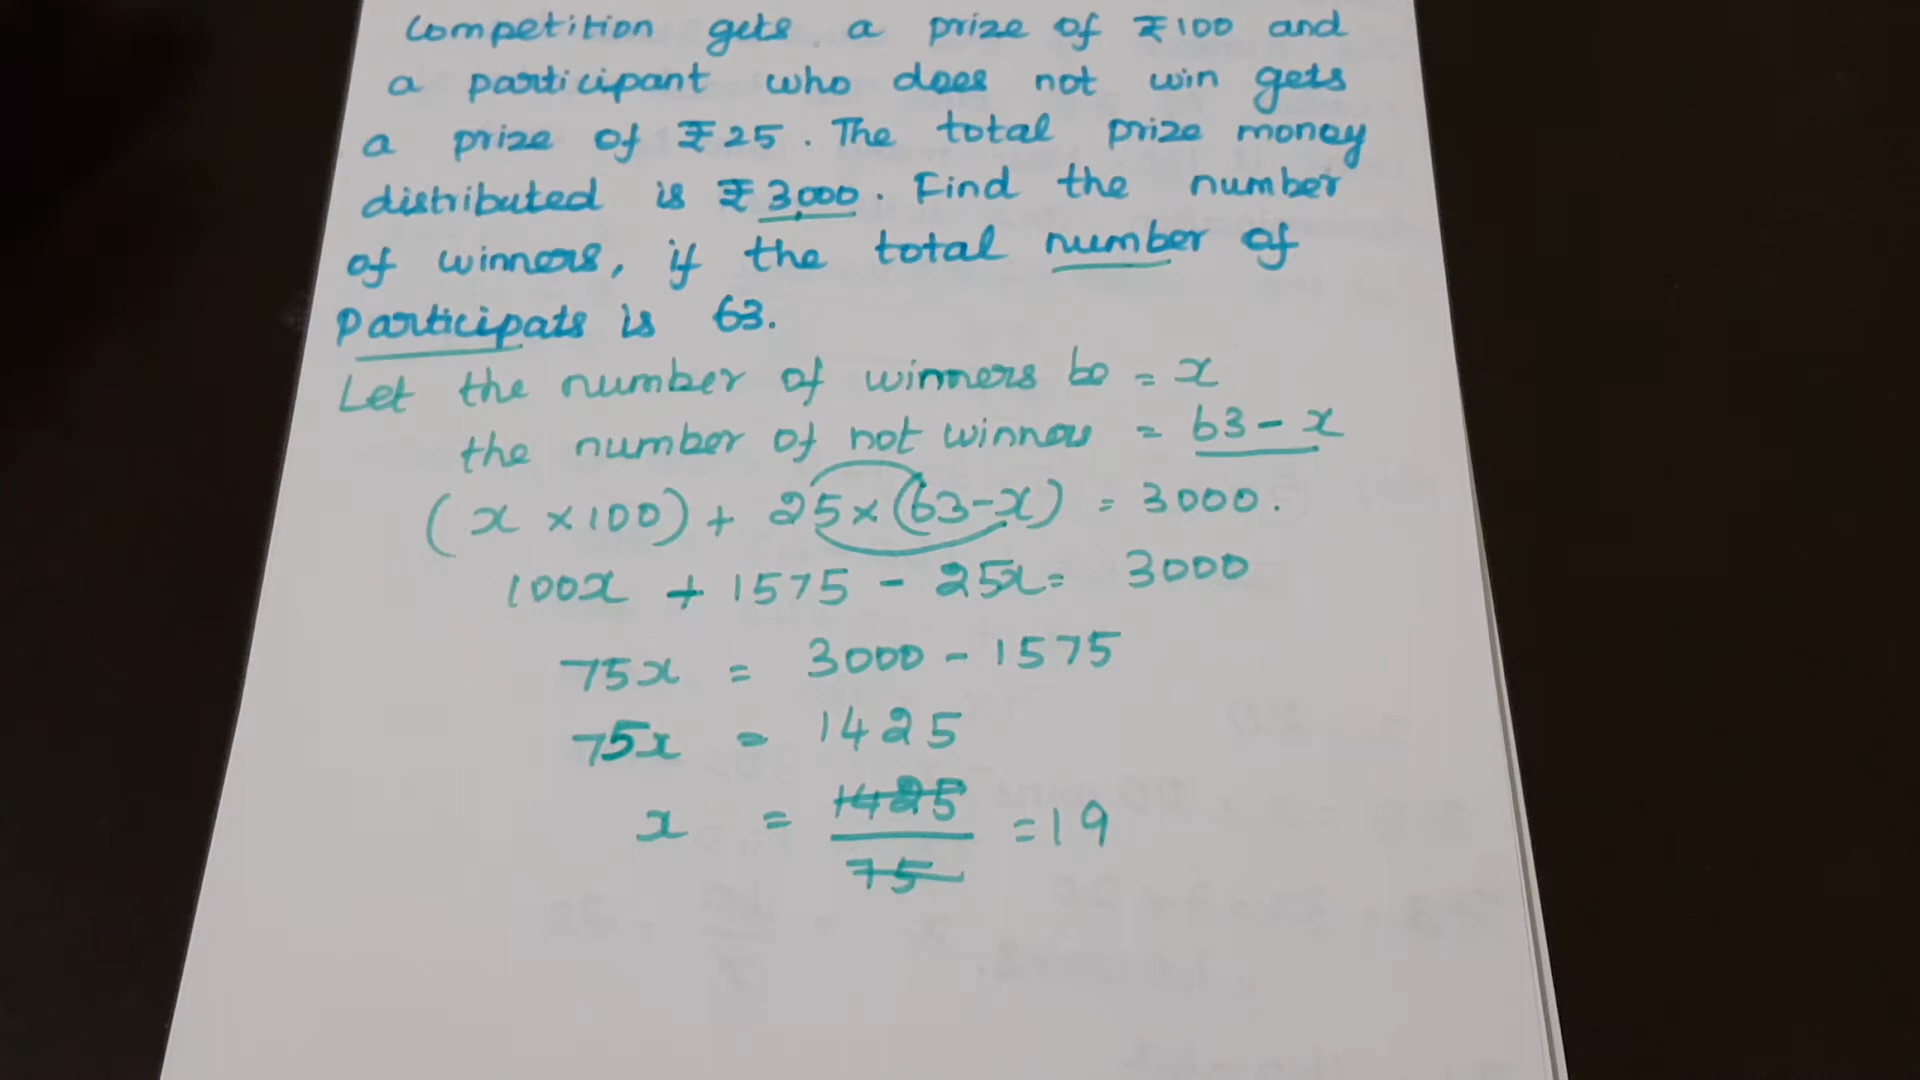 Competition gets a prize of ₹100 and
a participant who does not win gets
a prize of ₹25. The total prize money
distributed is ₹3,000. Find the number
of winners, if the total number of
participats is 63.
Let the number of winners be = x
the number of not winners = 63 - x
(x × 100) + 25 × (63-x) = 3000.
100x + 1575 - 25x = 3000
75x = 3000 - 1575
75x = 1425
x = 1425/75 = 19